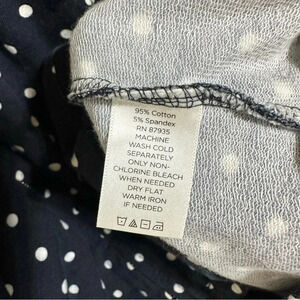 95% Cotton
5% Spandex
RN 87935
MACHINE
WASH COLD
SEPARATELY
ONLY NON-
CHLORINE BLEACH
WHEN NEEDED
DRY FLAT
WARM IRON
IF NEEDED